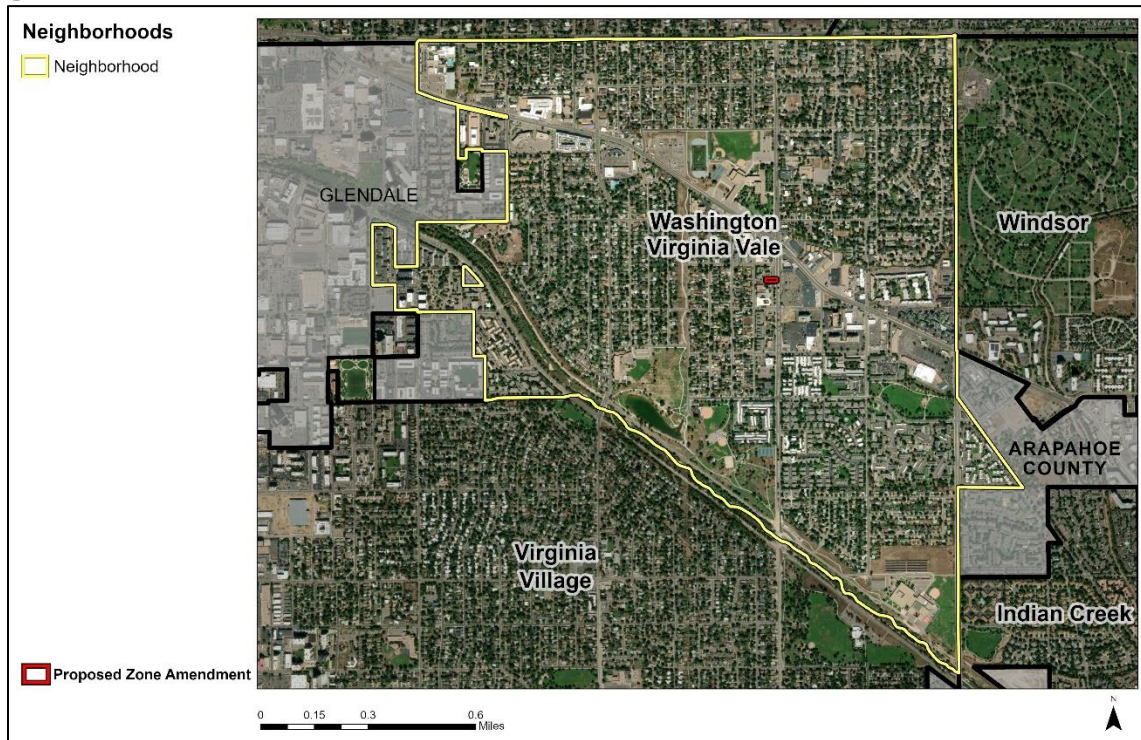 Neighborhoods
Neighborhood
GLENDALE
Washington
Virginia Vale
Windsor
ARAPAHOE
COUNTY
Virginia
Village
Indian Creek
Proposed Zone Amendment
0 0.15 0.3 0.6
Miles
N